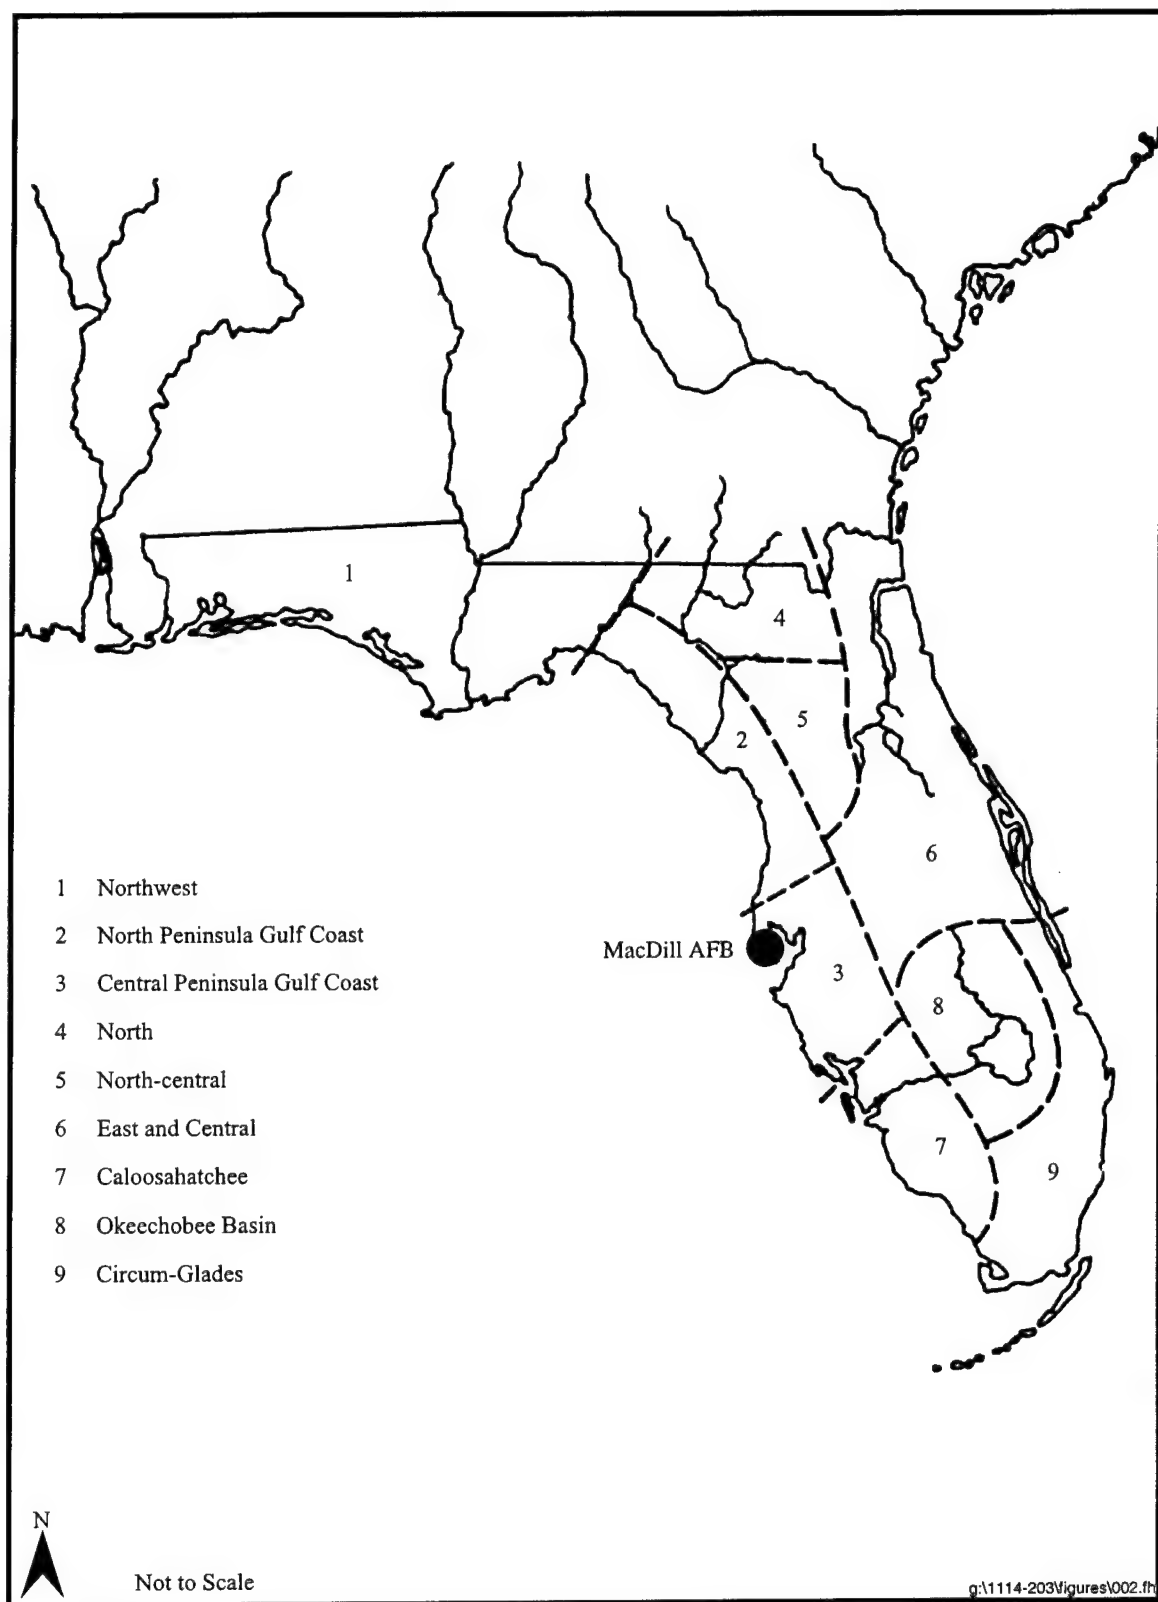 1
4
5
2
6
1 Northwest
2 North Peninsula Gulf Coast
MacDill AFB
3 Central Peninsula Gulf Coast
3
8
4 North
5 North-central
6 East and Central
7
7 Caloosahatchee
9
8 Okeechobee Basin
9 Circum-Glades
N
Not to Scale
g:\1114-203\figures\002.fh